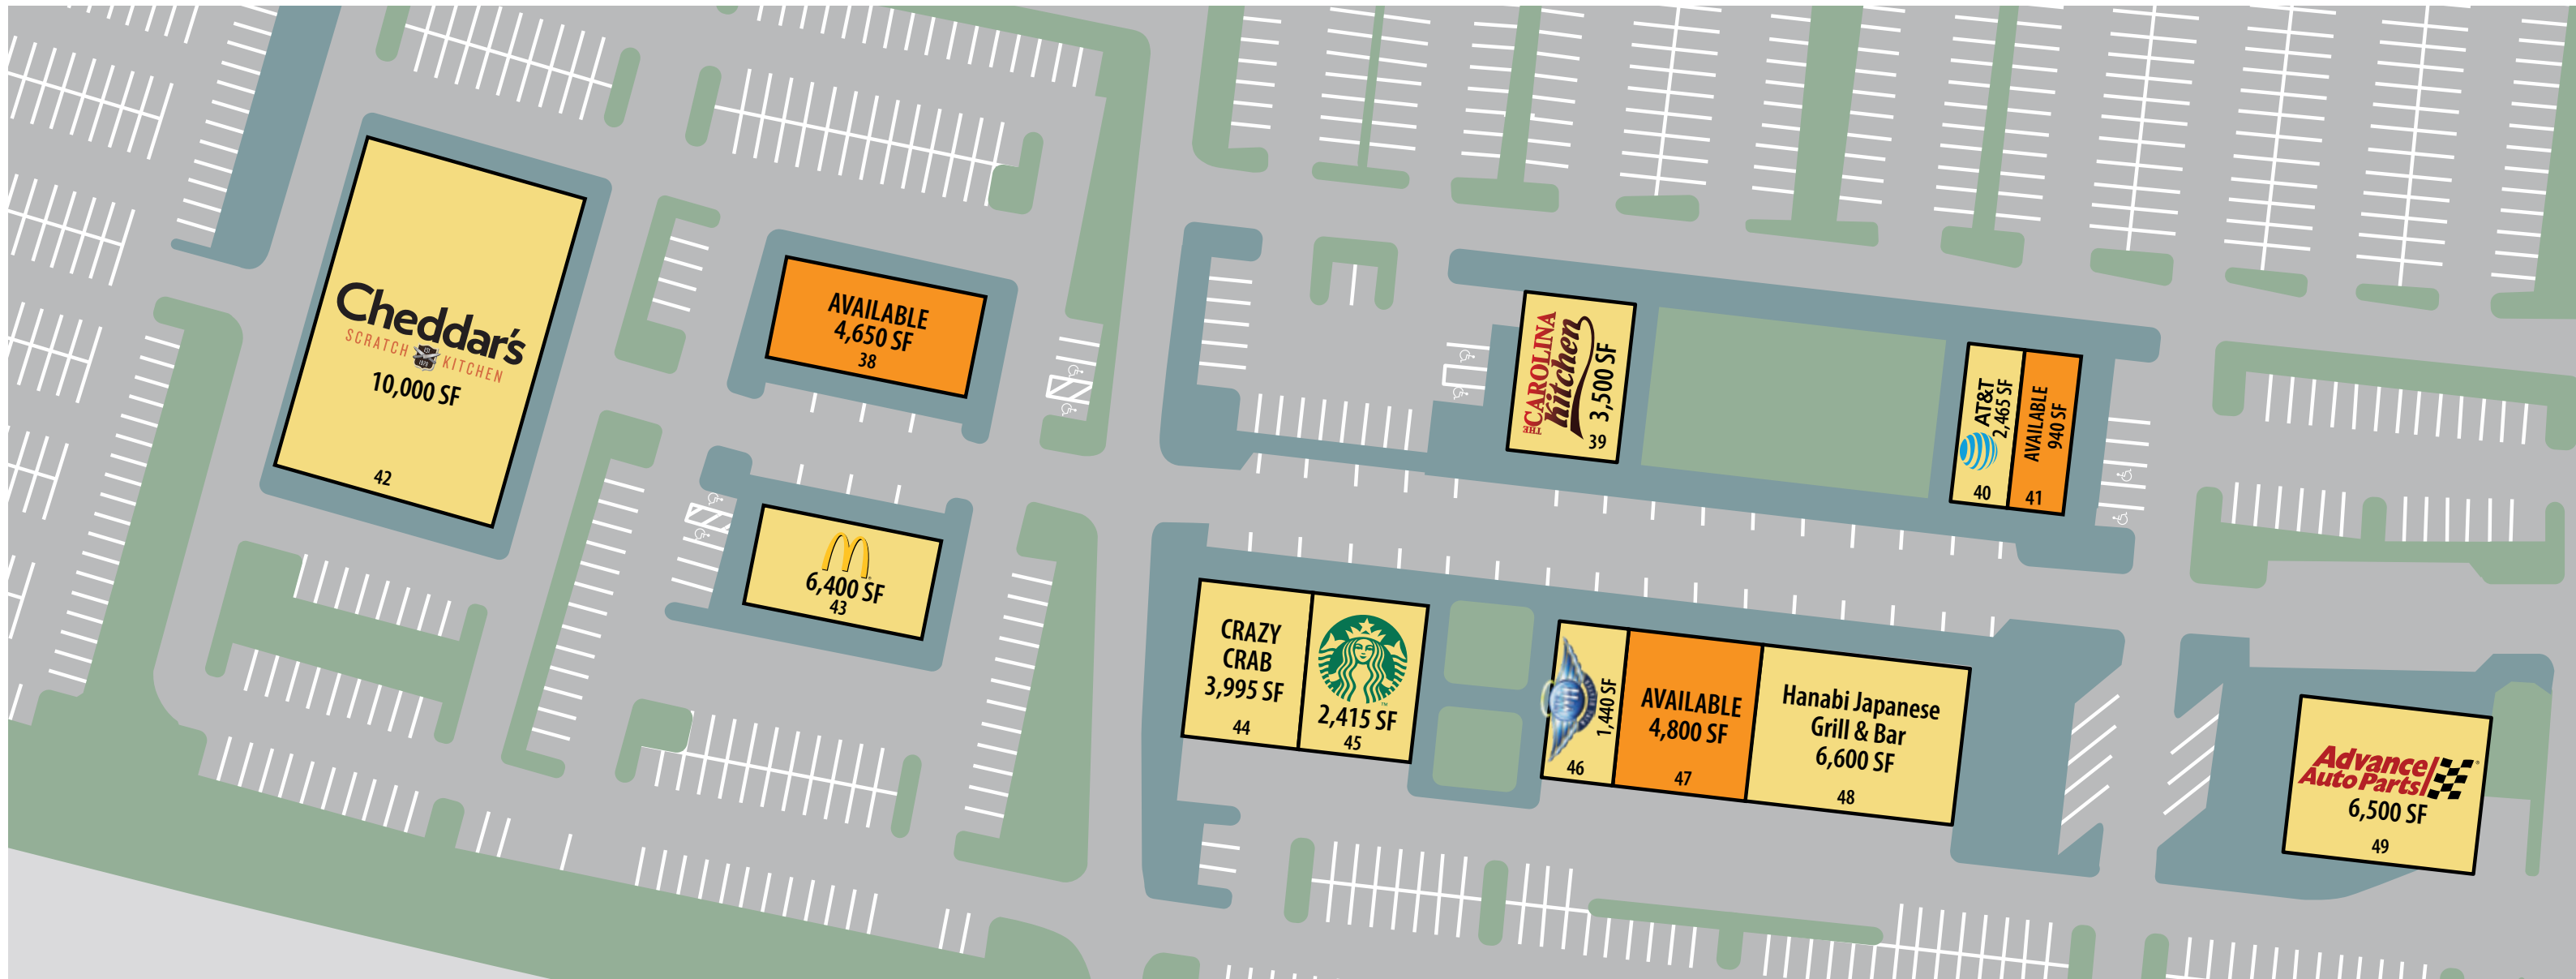 Cheddar's
SCRATCH KITCHEN
10,000 SF
42
AVAILABLE
4,650 SF
38
6,400 SF
43
THE CAROLINA
Kitchen
3,500 SF
39
AT&T
2,465 SF
40
AVAILABLE
940 SF
41
CRAZY
CRAB
3,995 SF
44
2,415 SF
45
1,440 SF
46
AVAILABLE
4,800 SF
47
Hanabi Japanese
Grill & Bar
6,600 SF
48
Advance
Auto Parts
6,500 SF
49